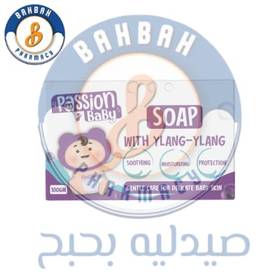 BAHBAH
PHARMACY
BAHBAH
Passion
Baby
SOAP
WITH YLANG-YLANG
SOOTHING
MOISTURIZING
PROTECTION
100GM
GENTLE CARE FOR DELICATE BABY SKIN
PHARMACY
صيدليه بحبح